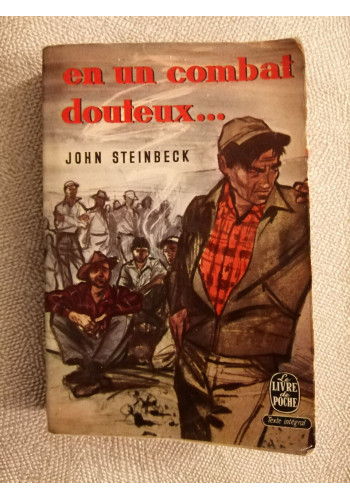 en un combat
douteux...
JOHN STEINBECK
Le
LIVRE
de
POCHE
Texte intégral